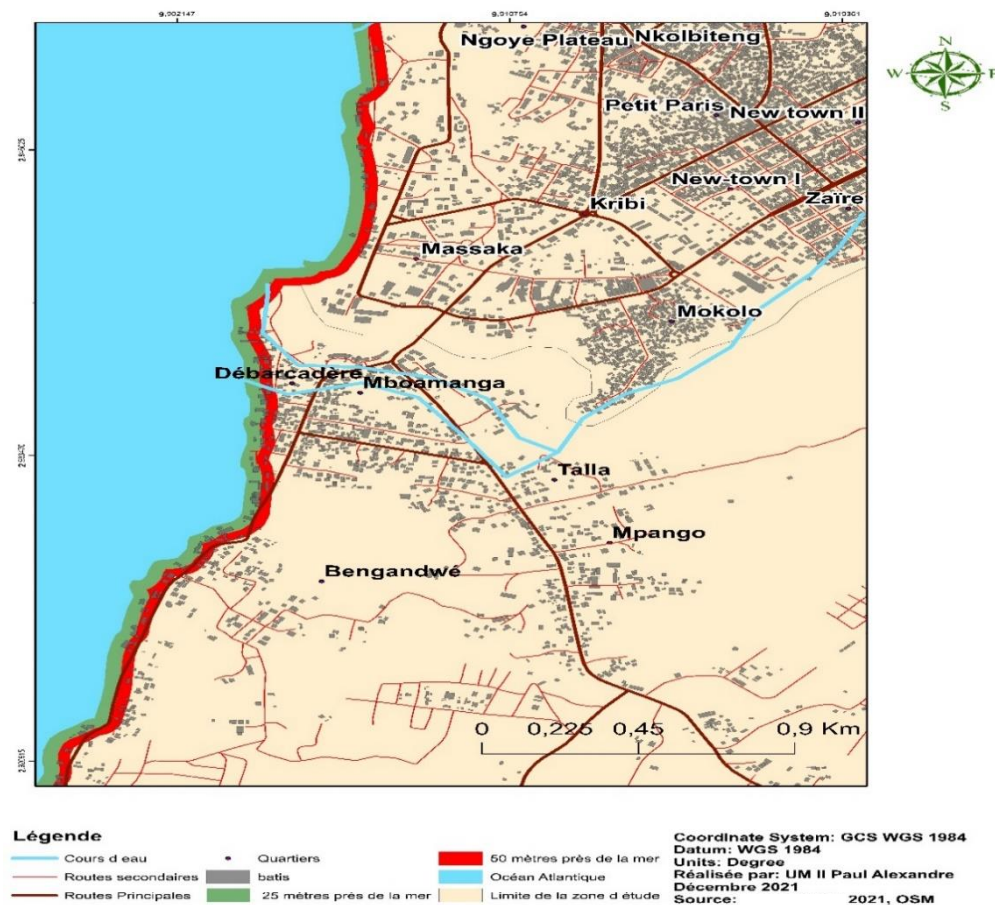 9,902147
9,910754
N
W
S
Ngoye Plateau
Nkolbiteng
Petit Paris
New town II
New-town I
Zaïre
Kribi
Massaka
Mokolo
Débarcadère
Mboamanga
Talla
Mpango
Bengandwé
0
0,225
0,45
0,9 Km
Légende
Cours d eau
Routes secondaires
Routes Principales
Quartiers
batis
25 mètres près de la mer
50 mètres près de la mer
Océan Atlantique
Limite de la zone d étude
Coordinate System: GCS WGS 1984
Datum: WGS 1984
Units: Degree
Réalisée par: UM II Paul Alexandre
Décembre 2021
Source: 2021, OSM